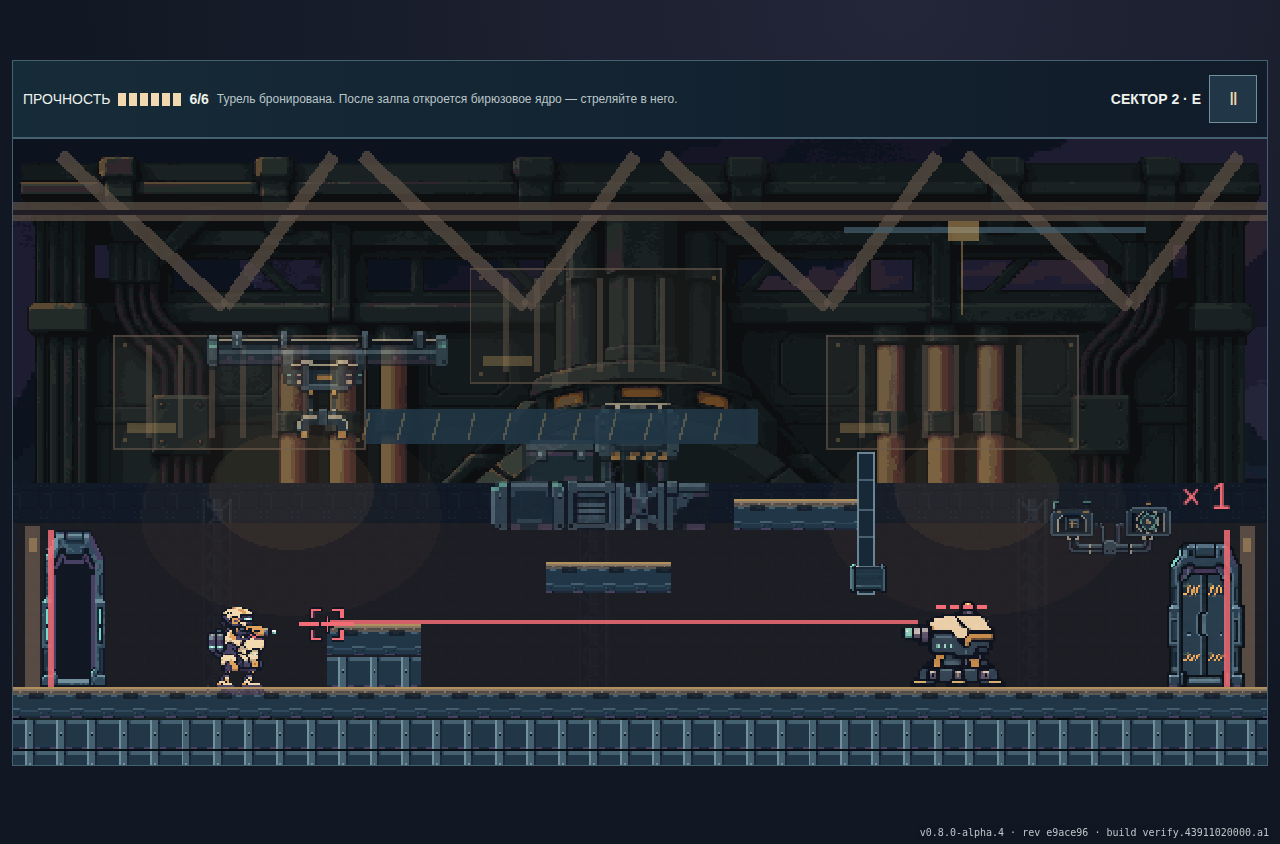 ПРОЧНОСТЬ 6/6 Турель бронирована. После залпа откроется бирюзовое ядро — стреляйте в него. СЕКТОР 2 · E II
× 1
v0.8.0-alpha.4 · rev e9ace96 · build verify.43911020000.a1